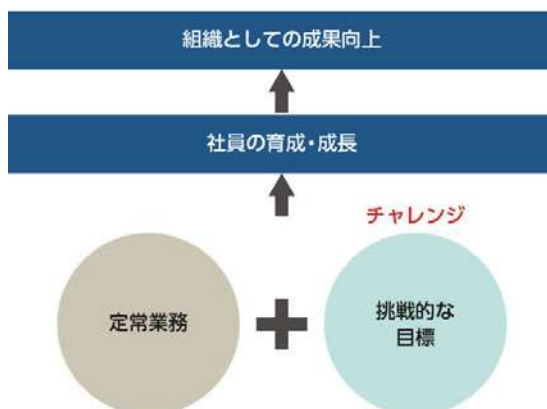 組織としての成果向上
社員の育成・成長
チャレンジ
定常業務
挑戦的な
目標